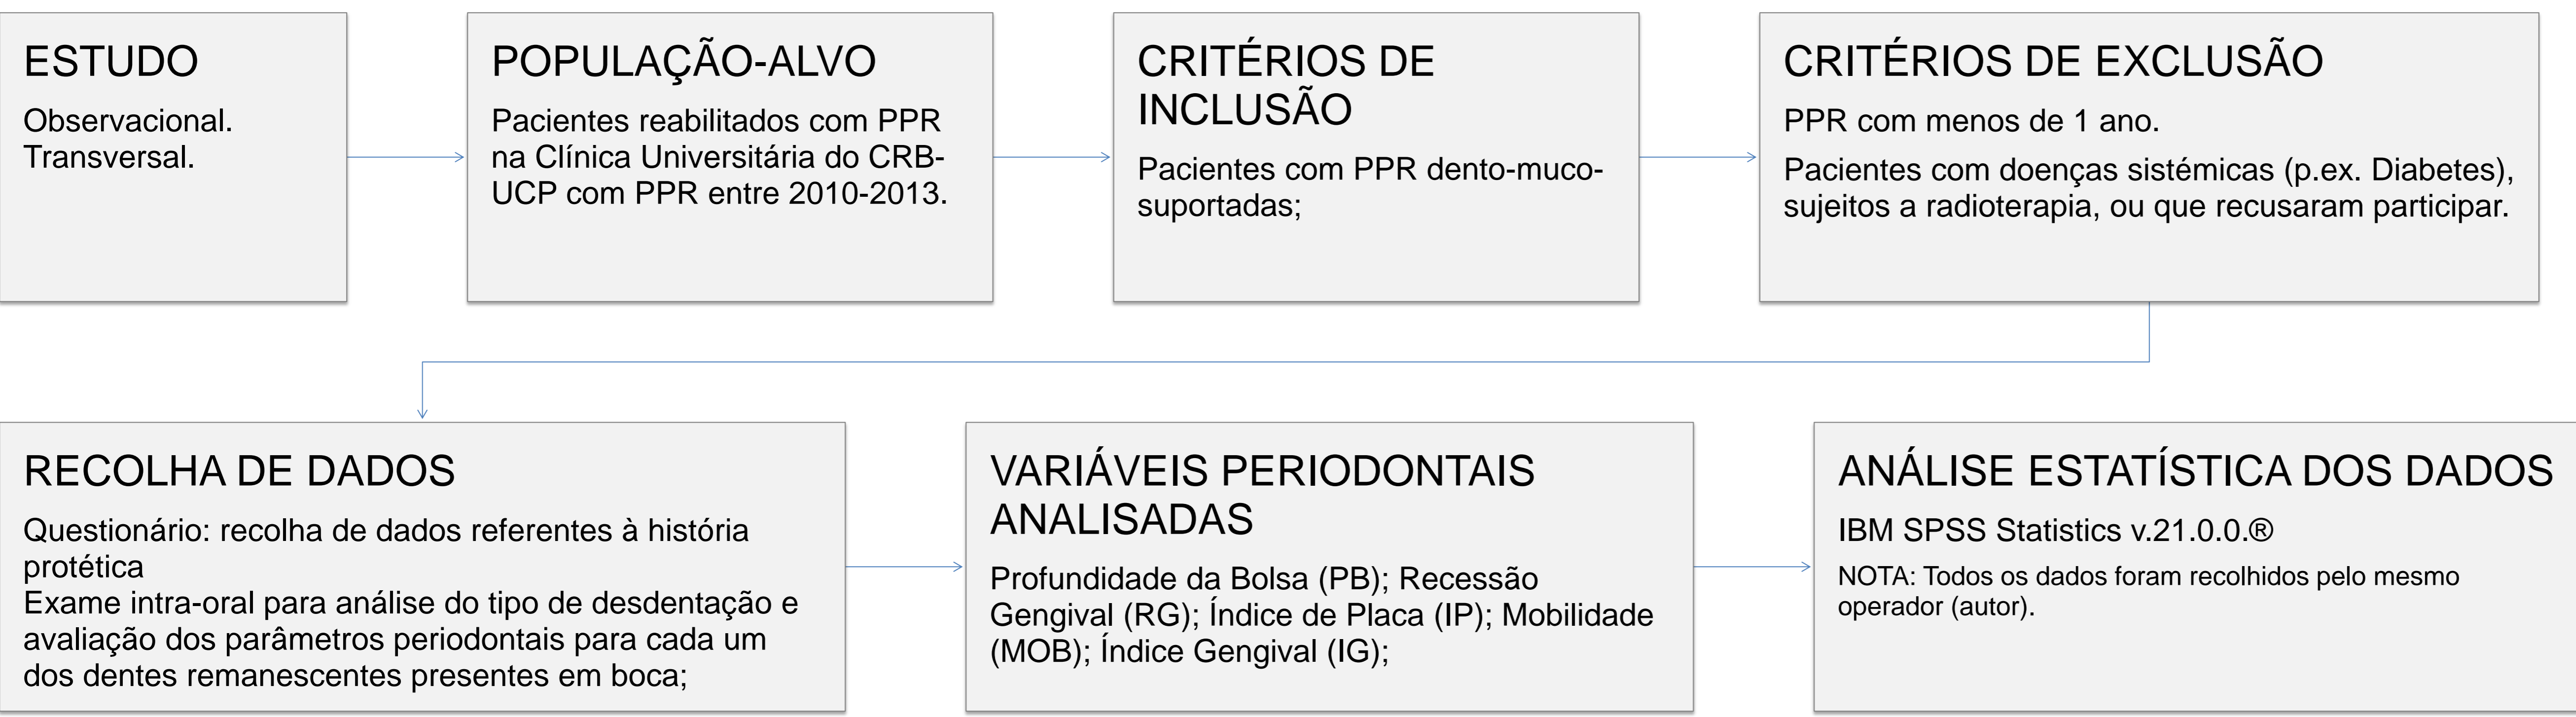 ESTUDO
Observacional.
Transversal.
POPULAÇÃO-ALVO
Pacientes reabilitados com PPR
na Clínica Universitária do CRB-
UCP com PPR entre 2010-2013.
CRITÉRIOS DE
INCLUSÃO
Pacientes com PPR dento-muco-
suportadas;
CRITÉRIOS DE EXCLUSÃO
PPR com menos de 1 ano.
Pacientes com doenças sistémicas (p.ex. Diabetes),
sujeitos a radioterapia, ou que recusaram participar.
RECOLHA DE DADOS
Questionário: recolha de dados referentes à história
protética
Exame intra-oral para análise do tipo de desdentação e
avaliação dos parâmetros periodontais para cada um
dos dentes remanescentes presentes em boca;
VARIÁVEIS PERIODONTAIS
ANALISADAS
Profundidade da Bolsa (PB); Recessão
Gengival (RG); Índice de Placa (IP); Mobilidade
(MOB); Índice Gengival (IG);
ANÁLISE ESTATÍSTICA DOS DADOS
IBM SPSS Statistics v.21.0.0.®
NOTA: Todos os dados foram recolhidos pelo mesmo
operador (autor).